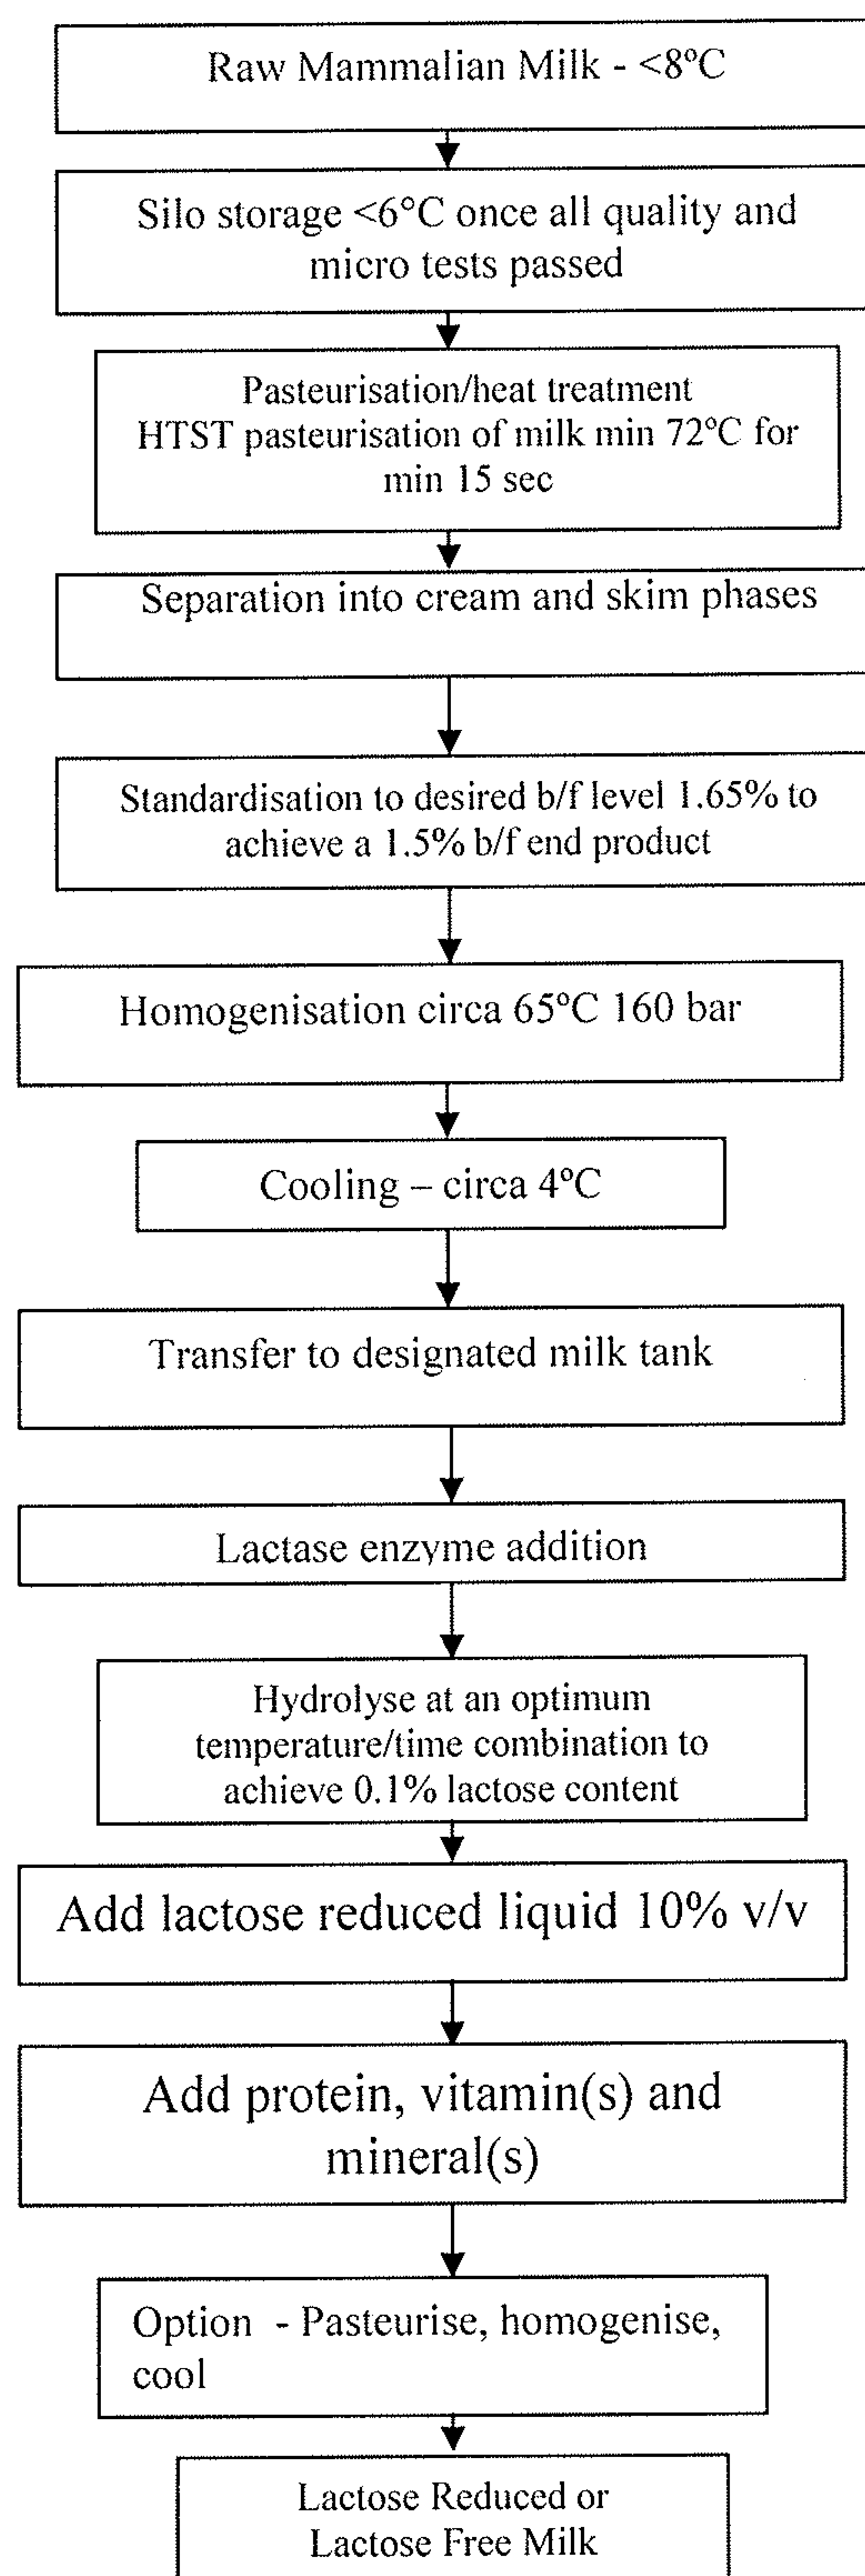 Raw Mammalian Milk - <8ºC
Silo storage <6°C once all quality and
micro tests passed
Pasteurisation/heat treatment
HTST pasteurisation of milk min 72ºC for
min 15 sec
Separation into cream and skim phases
Standardisation to desired b/f level 1.65% to
achieve a 1.5% b/f end product
Homogenisation circa 65ºC 160 bar
Cooling – circa 4ºC
Transfer to designated milk tank
Lactase enzyme addition
Hydrolyse at an optimum
temperature/time combination to
achieve 0.1% lactose content
Add lactose reduced liquid 10% v/v
Add protein, vitamin(s) and
mineral(s)
Option - Pasteurise, homogenise,
cool
Lactose Reduced or
Lactose Free Milk